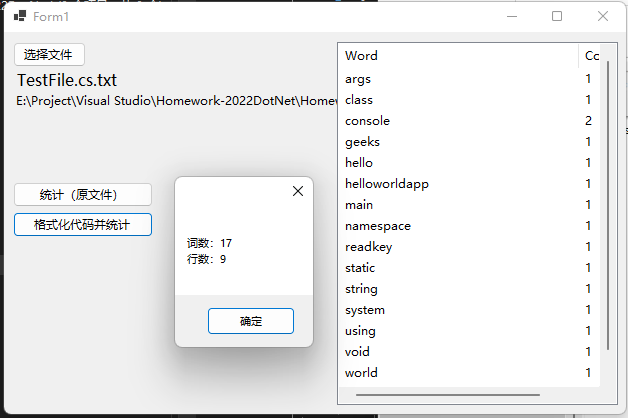 Form1
选择文件
TestFile.cs.txt
E:\Project\Visual Studio\Homework-2022DotNet\Homew
统计（原文件）
格式化代码并统计
词数：17
行数：9
确定
Word Co
args 1
class 1
console 2
geeks 1
hello 1
helloworldapp 1
main 1
namespace 1
readkey 1
static 1
string 1
system 1
using 1
void 1
world 1